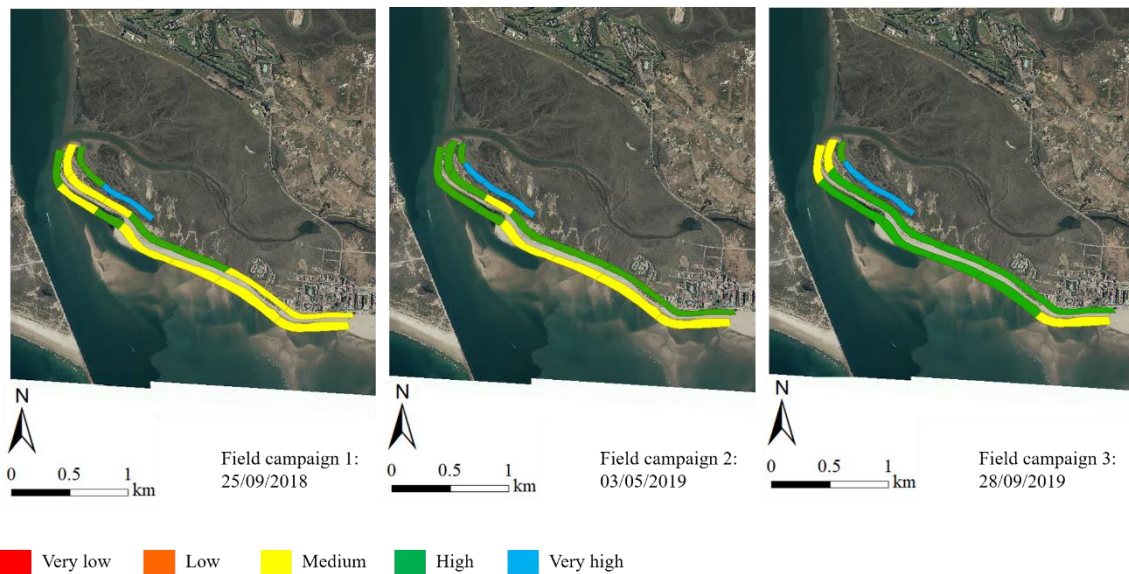 N
0 0.5 1
km
Field campaign 1:
25/09/2018
N
0 0.5 1
km
Field campaign 2:
03/05/2019
N
0 0.5 1
km
Field campaign 3:
28/09/2019
Very low Low Medium High Very high